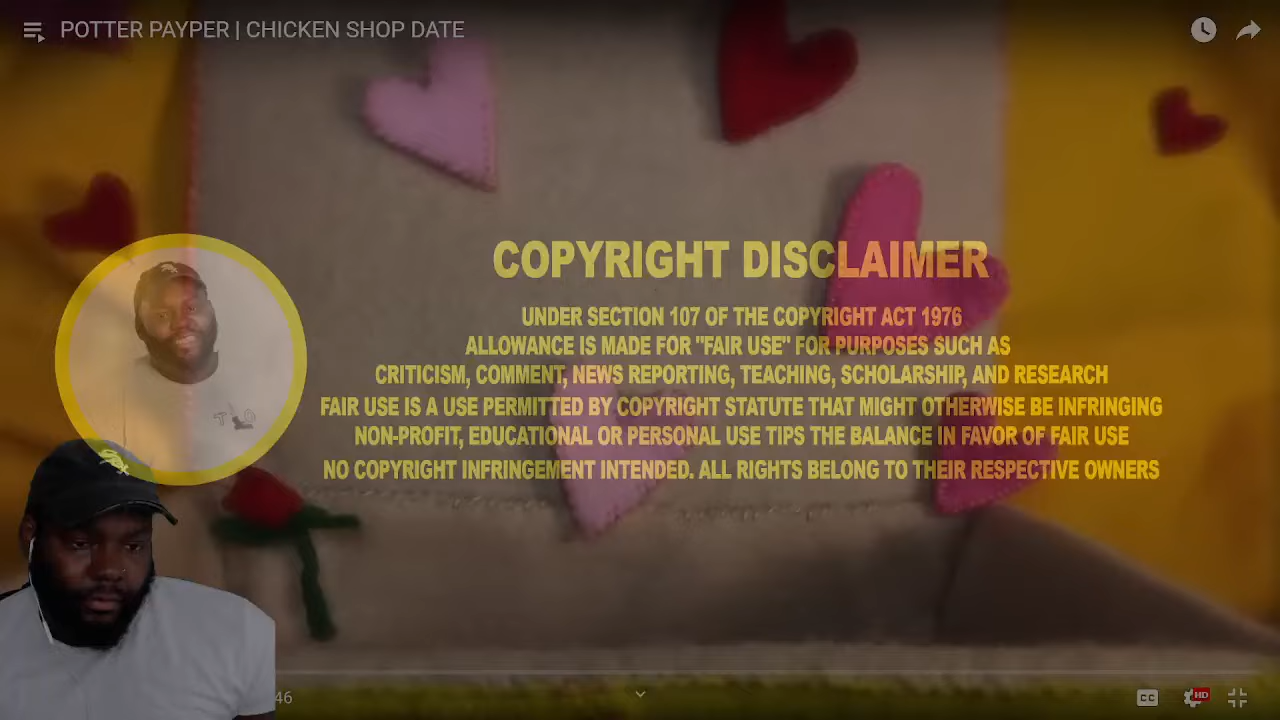 POTTER PAYPER | CHICKEN SHOP DATE
COPYRIGHT DISCLAIMER
UNDER SECTION 107 OF THE COPYRIGHT ACT 1976
ALLOWANCE IS MADE FOR "FAIR USE" FOR PURPOSES SUCH AS
CRITICISM, COMMENT, NEWS REPORTING, TEACHING, SCHOLARSHIP, AND RESEARCH
FAIR USE IS A USE PERMITTED BY COPYRIGHT STATUTE THAT MIGHT OTHERWISE BE INFRINGING
NON-PROFIT, EDUCATIONAL OR PERSONAL USE TIPS THE BALANCE IN FAVOR OF FAIR USE
NO COPYRIGHT INFRINGEMENT INTENDED. ALL RIGHTS BELONG TO THEIR RESPECTIVE OWNERS
46
CC
HD